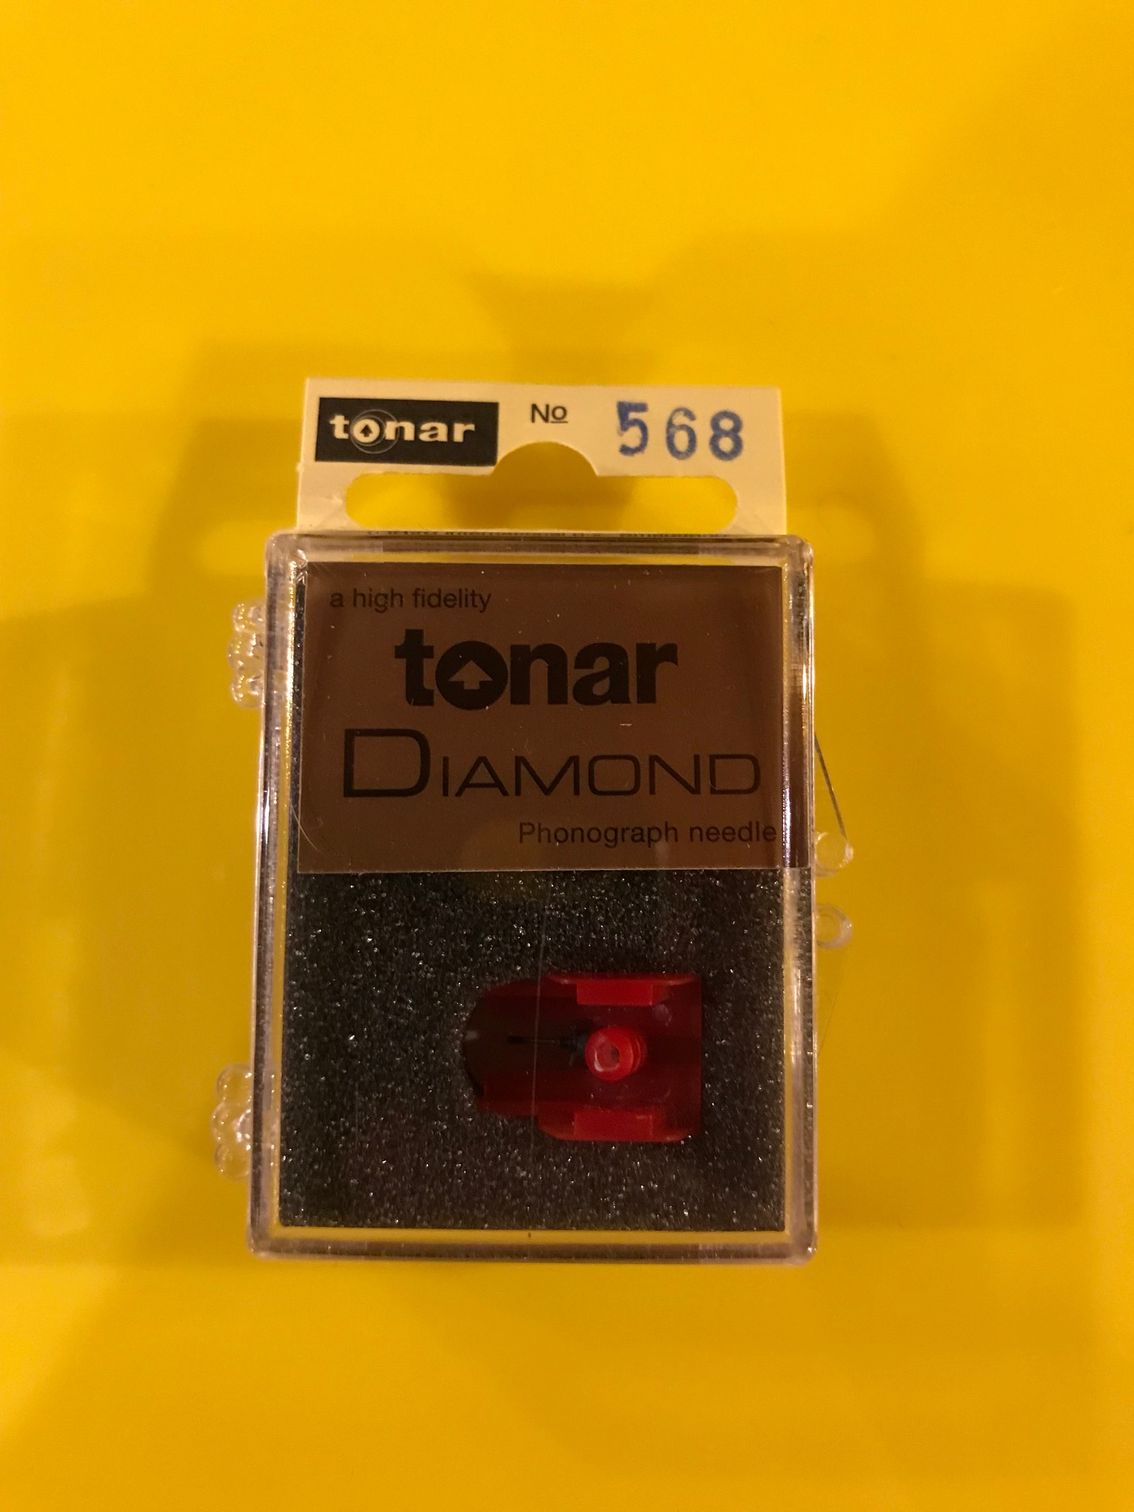 tonar № 568
a high fidelity
tonar
DIAMOND
Phonograph needle